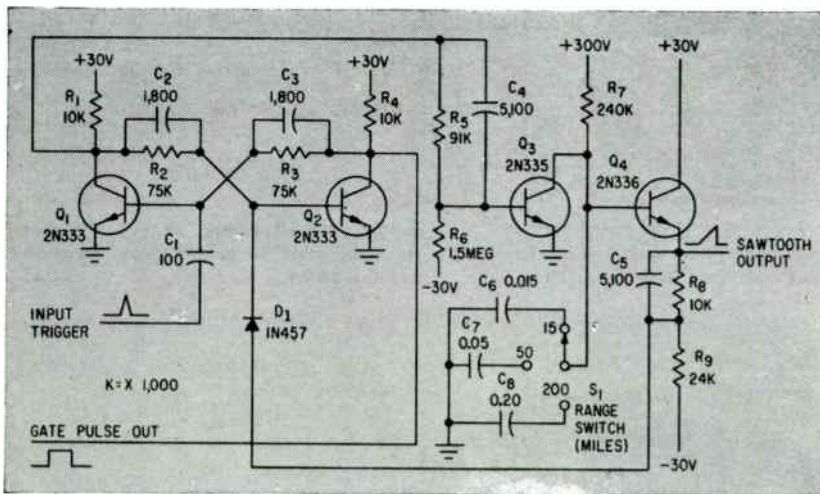 +30V
R1
10K
C2
1,800
R2
75K
Q1
2N333
C1
100
INPUT
TRIGGER
K=X 1,000
GATE PULSE OUT
C3
1,800
R3
75K
+30V
R4
10K
Q2
2N333
D1
1N457
R5
91K
C4
5,100
R6
1.5MEG
-30V
Q3
2N335
+300V
R7
240K
Q4
2N336
+30V
C5
5,100
SAWTOOTH
OUTPUT
R8
10K
R9
24K
-30V
C6 0.015
C7
0.05
C8
0.20
15
50
200
S1
RANGE
SWITCH
(MILES)